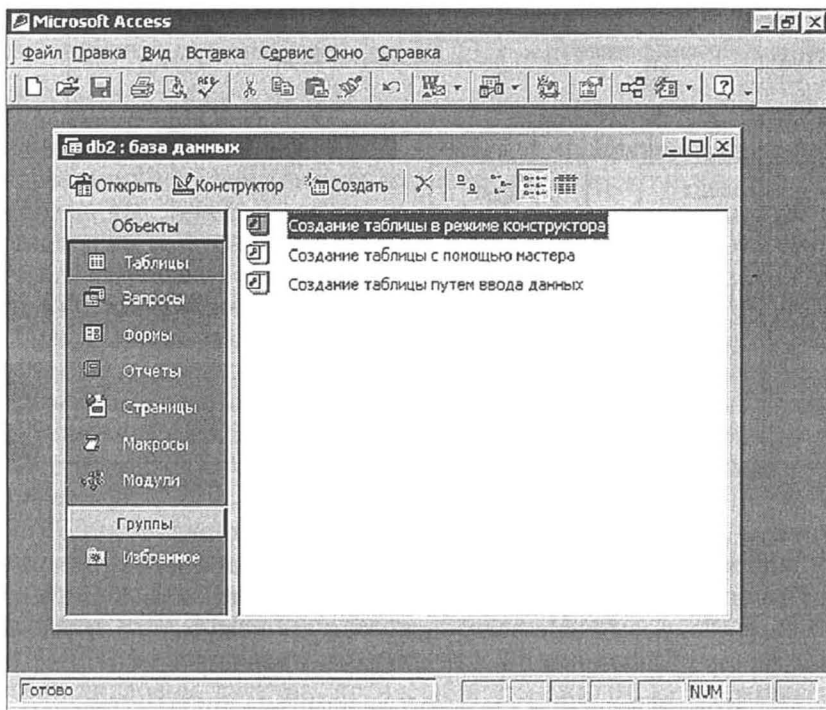 Microsoft Access
Файл Правка Вид Вставка Сервис Окно Справка
db2 : база данных
Открыть Конструктор Создать
Объекты
Создание таблицы в режиме конструктора
Таблицы
Создание таблицы с помощью мастера
Запросы
Создание таблицы путем ввода данных
Формы
Отчеты
Страницы
Макросы
Модули
Группы
Избранное
Готово
NUM